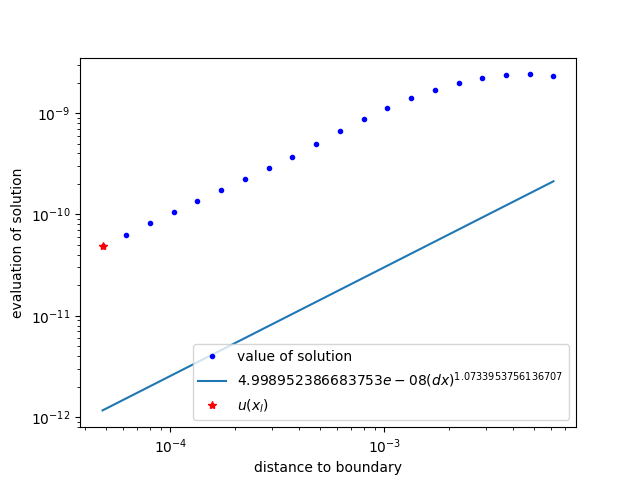 10⁻⁹
10⁻¹⁰
10⁻¹¹
10⁻¹²
evaluation of solution
value of solution
4.998952386683753e − 08(dx)^1.0733953756136707
u(x_l)
10⁻⁴
10⁻³
distance to boundary